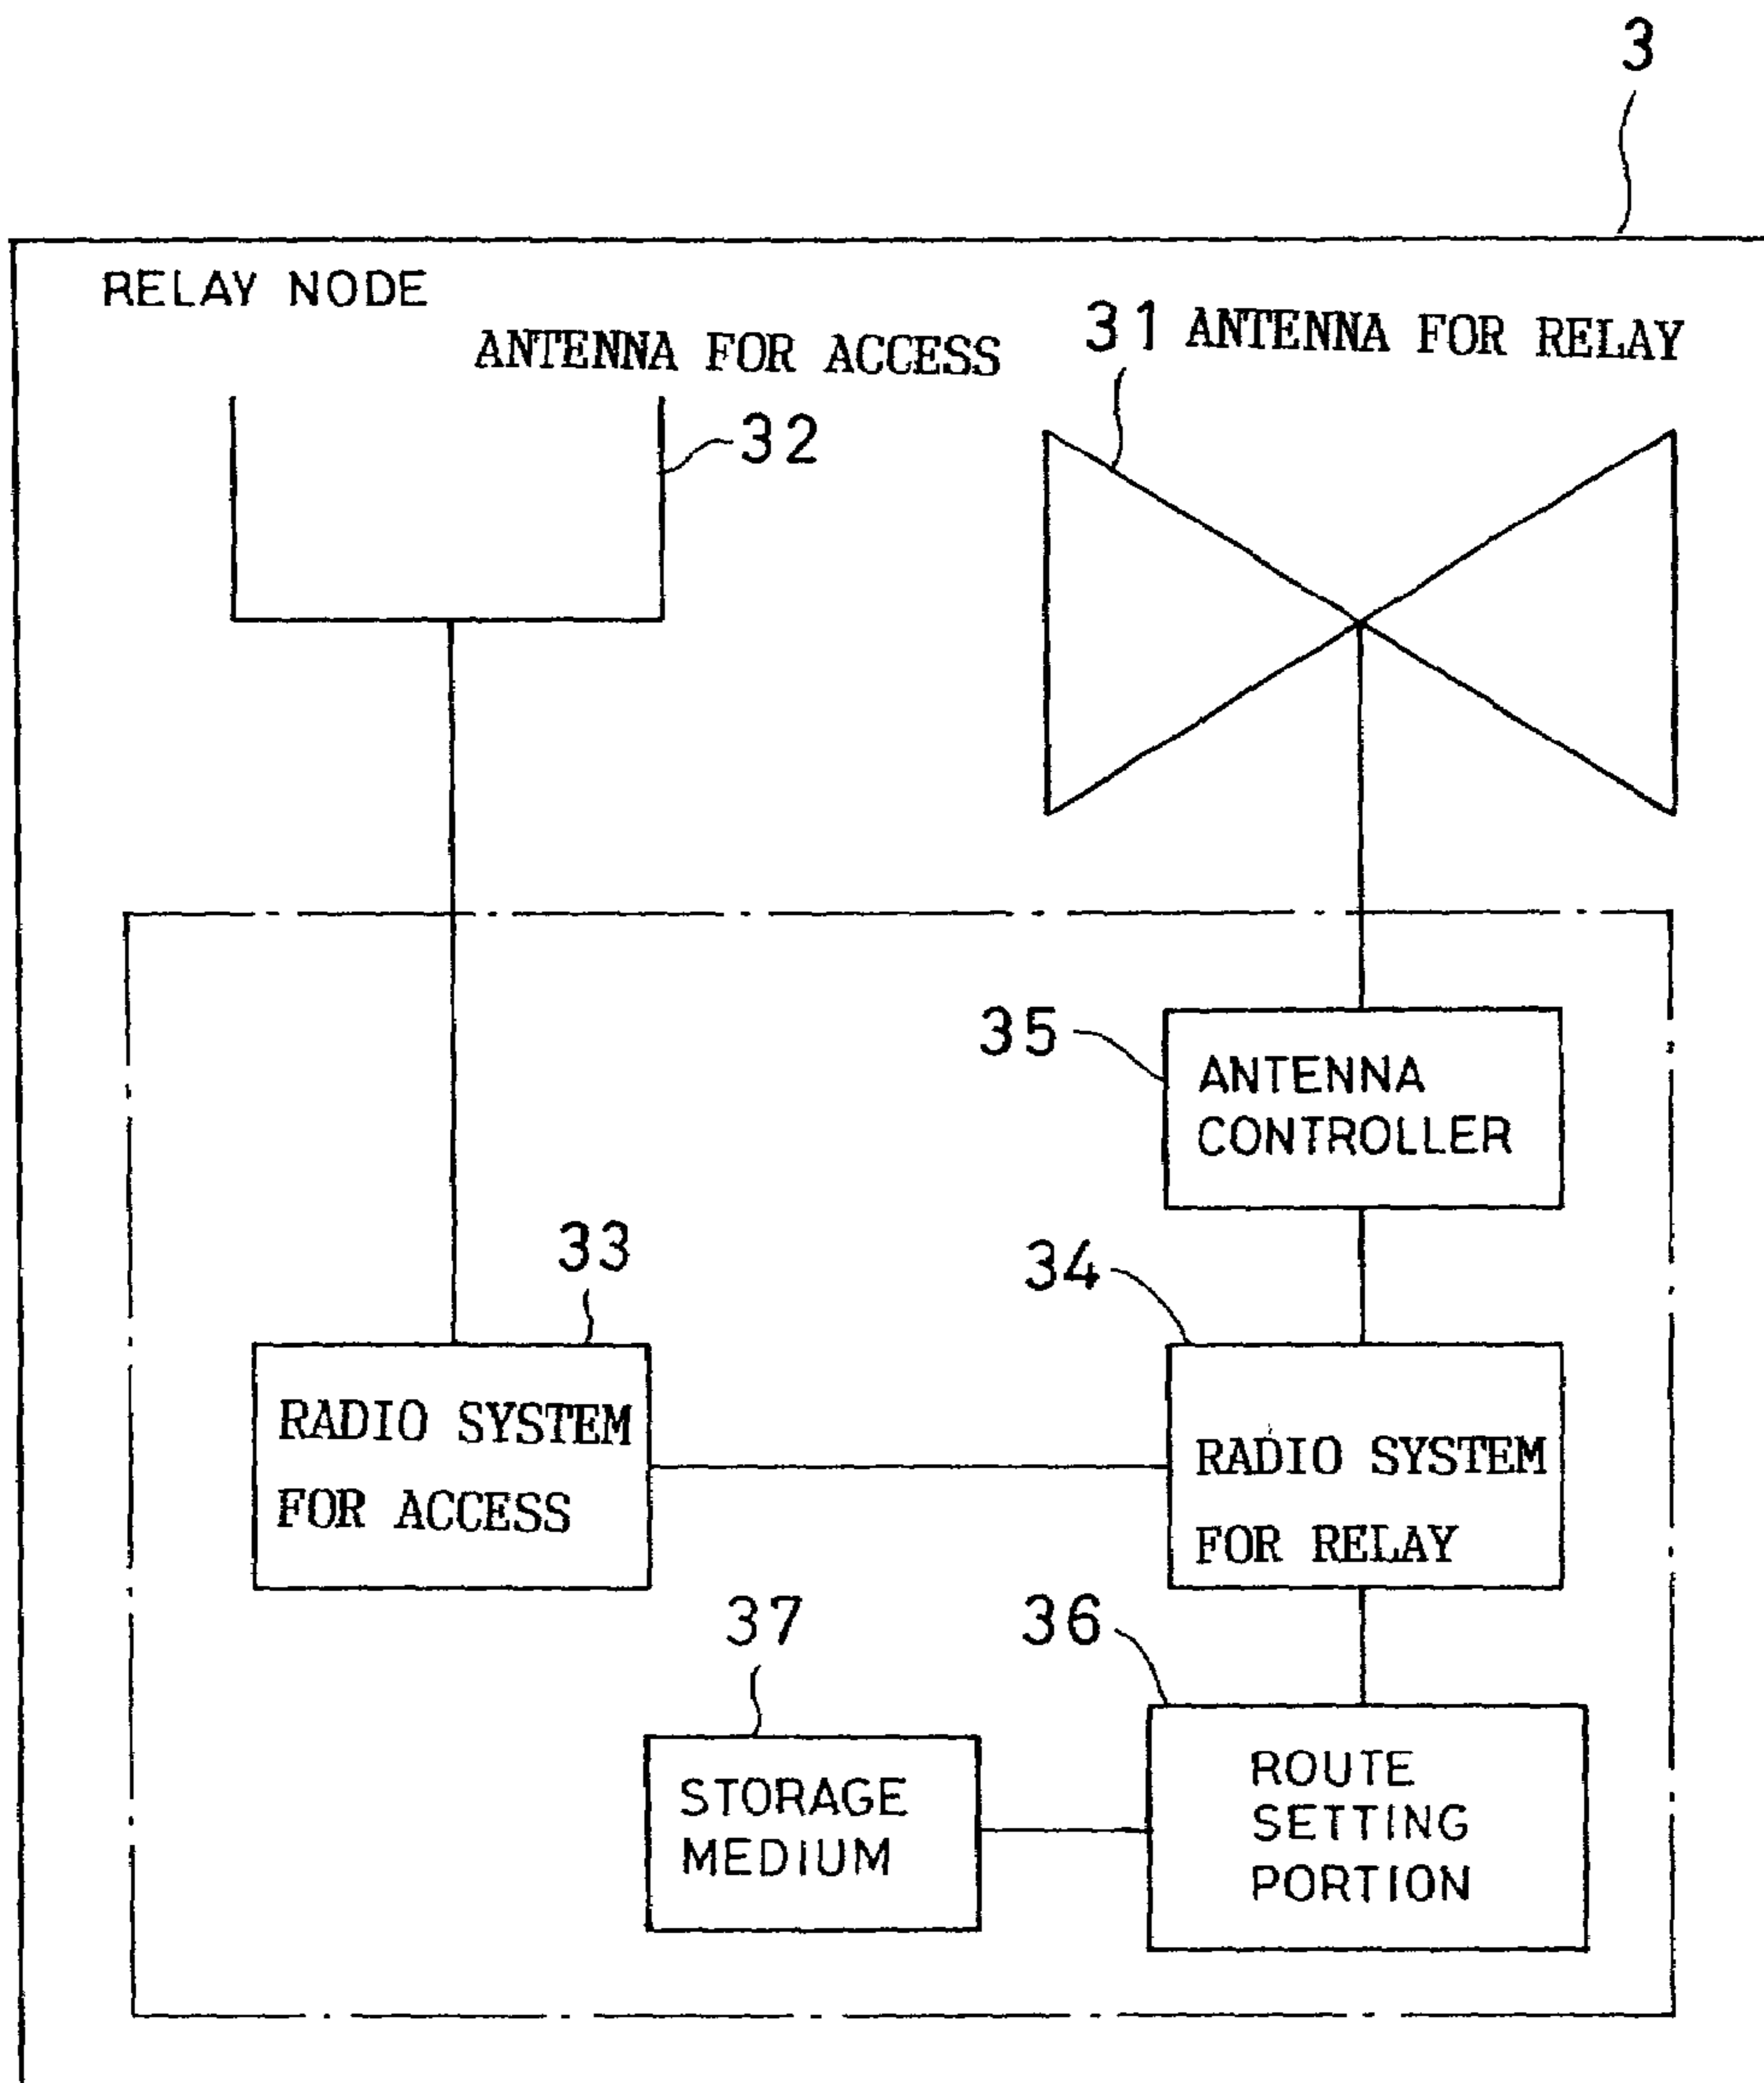 3
RELAY NODE
ANTENNA FOR ACCESS
31 ANTENNA FOR RELAY
32
35
ANTENNA
CONTROLLER
33
34
RADIO SYSTEM
FOR ACCESS
RADIO SYSTEM
FOR RELAY
37
36
STORAGE
MEDIUM
ROUTE
SETTING
PORTION